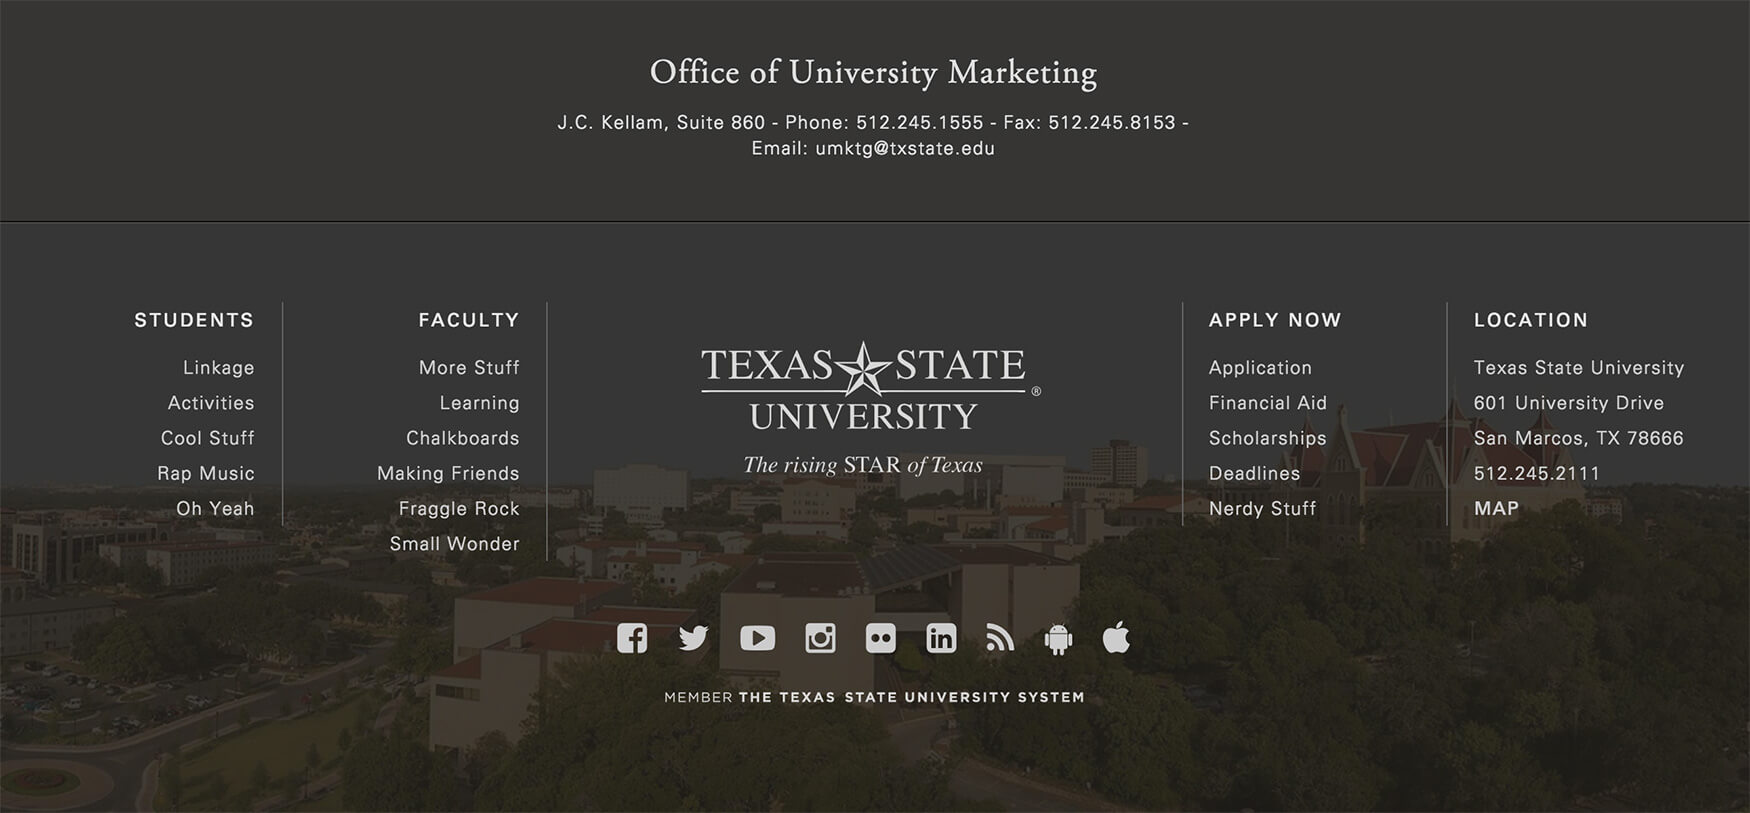 Office of University Marketing
J.C. Kellam, Suite 860 - Phone: 512.245.1555 - Fax: 512.245.8153 -
Email: umktg@txstate.edu
STUDENTS
Linkage
Activities
Cool Stuff
Rap Music
Oh Yeah
FACULTY
More Stuff
Learning
Chalkboards
Making Friends
Fraggle Rock
Small Wonder
TEXAS STATE
®
UNIVERSITY
The rising STAR of Texas
APPLY NOW
Application
Financial Aid
Scholarships
Deadlines
Nerdy Stuff
LOCATION
Texas State University
601 University Drive
San Marcos, TX 78666
512.245.2111
MAP
MEMBER THE TEXAS STATE UNIVERSITY SYSTEM